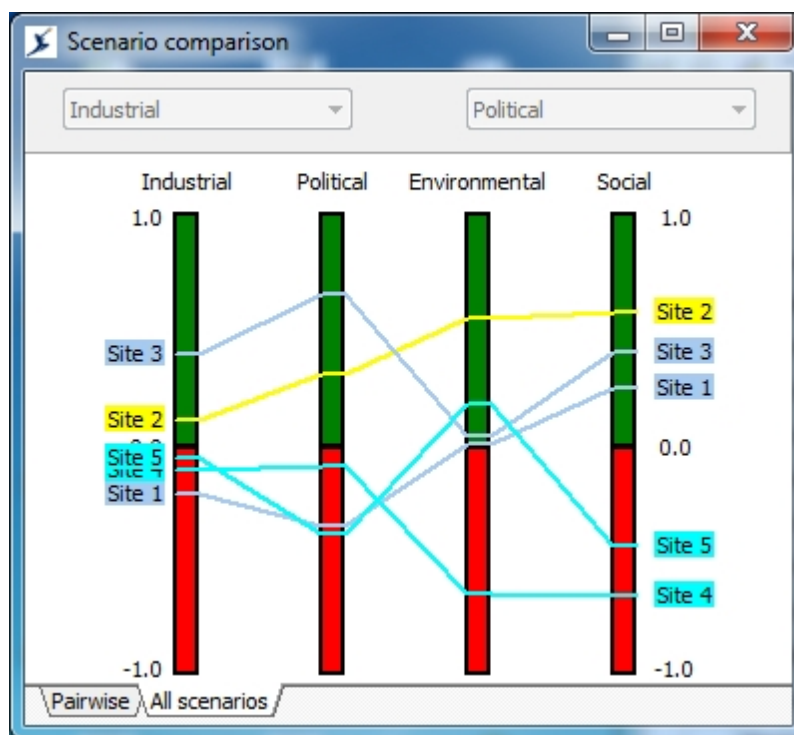 Scenario comparison
Industrial Political
Industrial Political Environmental Social
1.0 1.0
Site 2
Site 3 Site 3
Site 1
Site 2
0.0
Site 5
Site 4
Site 1
Site 5
Site 4
-1.0 -1.0
Pairwise All scenarios